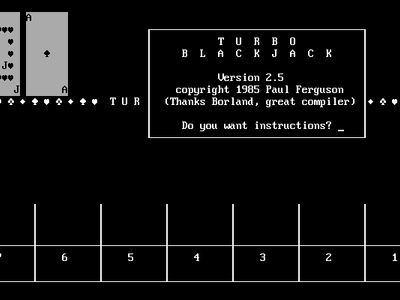 A
J
J A
T U R
T U R B O
B L A C K J A C K
Version 2.5
copyright 1985 Paul Ferguson
(Thanks Borland, great compiler)
Do you want instructions? _
6 5 4 3 2 1